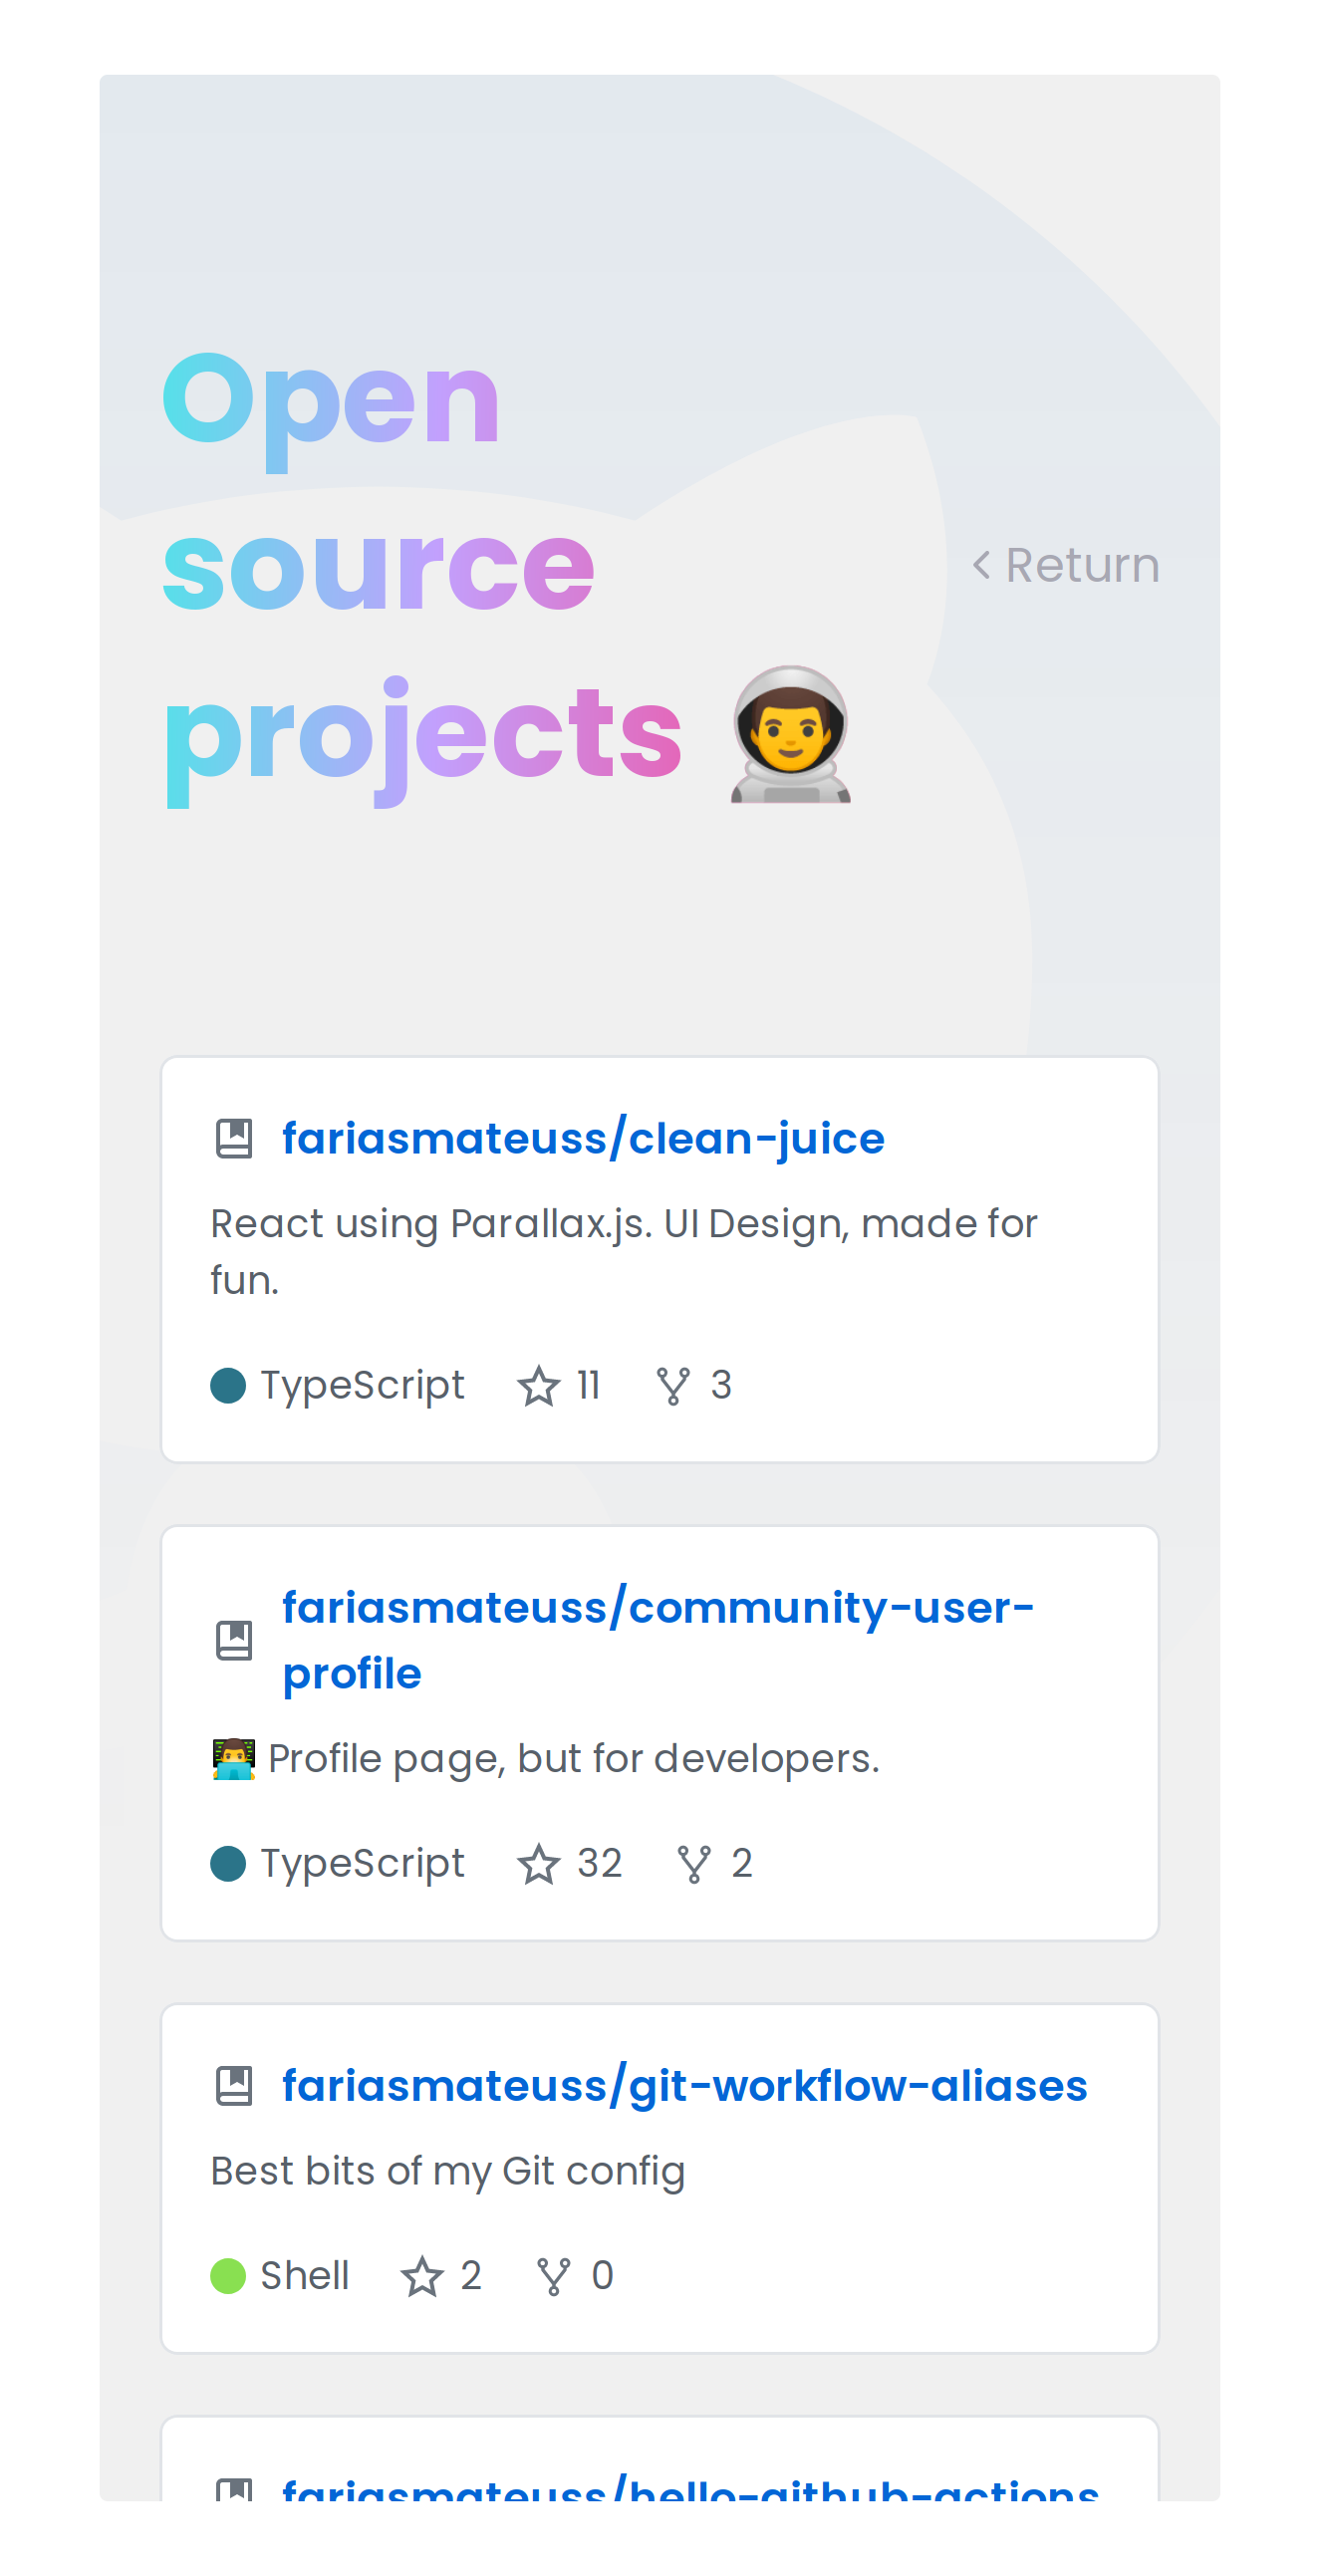 Open
source
projects 👨‍🚀
Return
fariasmateuss/clean-juice
React using Parallax.js. UI Design, made for
fun.
TypeScript 11 3
fariasmateuss/community-user-
profile
👨‍💻 Profile page, but for developers.
TypeScript 32 2
fariasmateuss/git-workflow-aliases
Best bits of my Git config
Shell 2 0
fariasmateuss/hello-github-actions